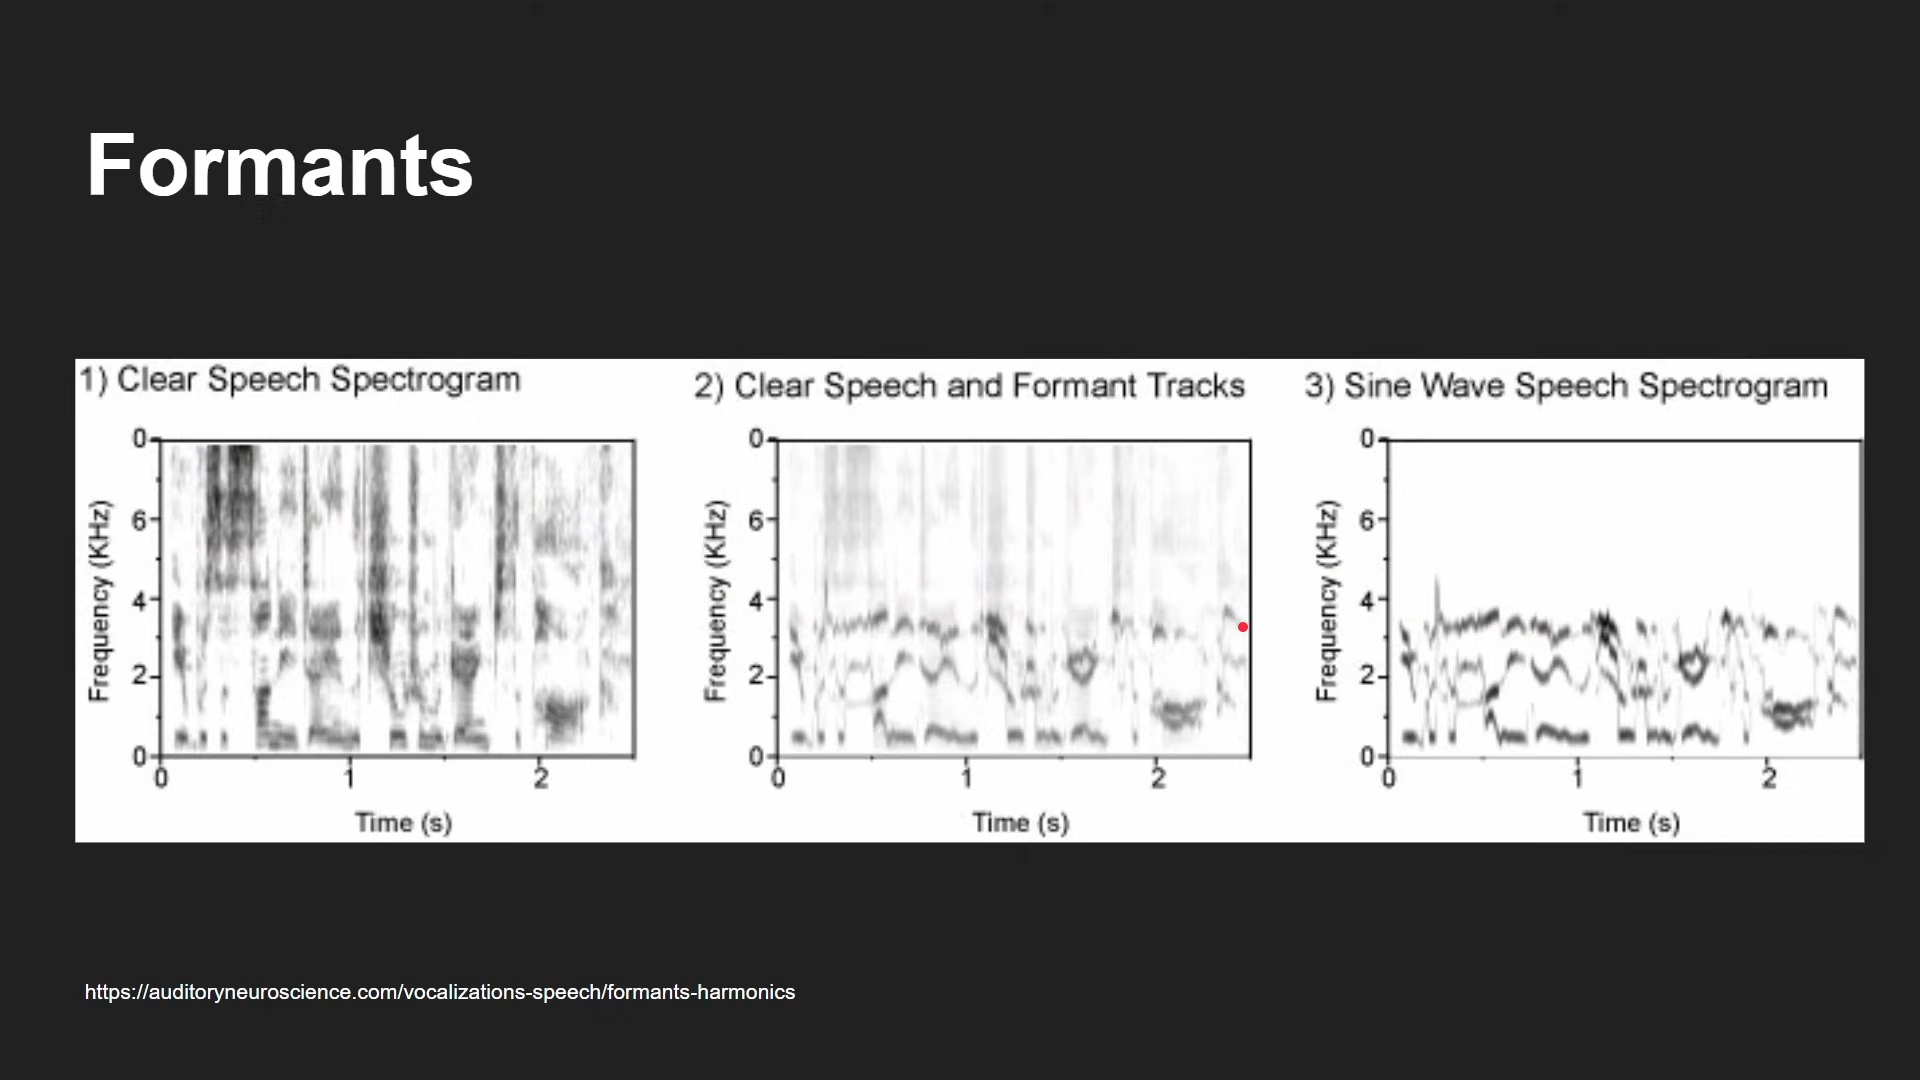 Formants
1) Clear Speech Spectrogram
0
6
4
2
0
Frequency (KHz)
0 1 2
Time (s)
2) Clear Speech and Formant Tracks
0
6
4
2
0
Frequency (KHz)
0 1 2
Time (s)
3) Sine Wave Speech Spectrogram
0
6
4
2
0
Frequency (KHz)
0 1 2
Time (s)
https://auditoryneuroscience.com/vocalizations-speech/formants-harmonics